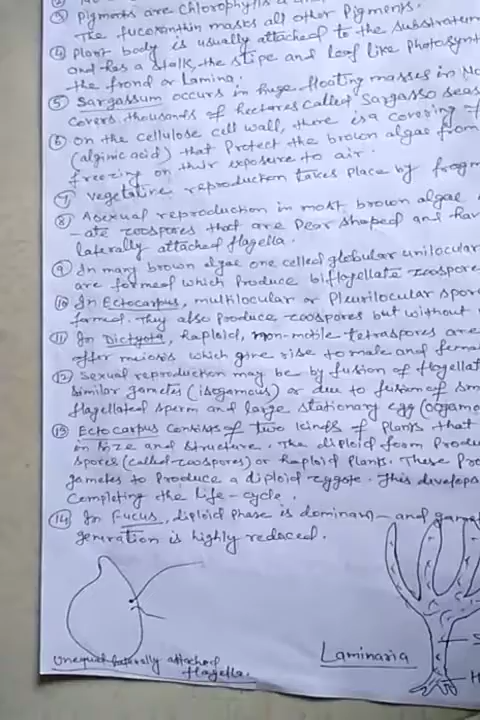 ③ Pigments are Chlorophylls
The fucoxanthin masks all other Pigments.
④ Plant body is usually attached to the substratum
and has a stalk, the stipe and leaf like Photosynt
the frond or Lamina.
⑤ Sargassum occurs in huge floating masses in
Covers thousands of hectares called Sargasso seas
⑥ On the cellulose cell wall, there is a covering of
(alginic acid) that Protect the brown algae from
freezing on their exposure to air.
⑦ vegetative reproduction takes place by fragm
⑧ Asexual reproduction in most brown algae
-ate zoospores that are Pear shaped and hav
laterally attached flagella.
⑨ In many brown algae one celled globular unilocular
are formed which Produce biflagellate zoospore
⑩ In Ectocarpus, multilocular or Pleurilocular spor
formed. They also Produce zoospores but without
⑪ In Dictyota, haploid, non-motile tetraspores are
after meiosis which give rise to male and fema
⑫ Sexual reproduction may be by fusion of flagellat
similar gametes (isogamous) or due to fusion of sm
flagellated sperm and large stationary egg (oogamo
⑬ Ectocarpus consists of two kinds of Plants that
in size and structure. The diploid form Produ
spores (called-zoospores) or haploid Plants. These Pro
gametes to Produce a diploid-zygote. This develops
Completing the life-cycle.
⑭ In Fucus, diploid phase is dominant and game
generation is highly reduced.
Unequal laterally attached
flagella.
Laminaria
S
H